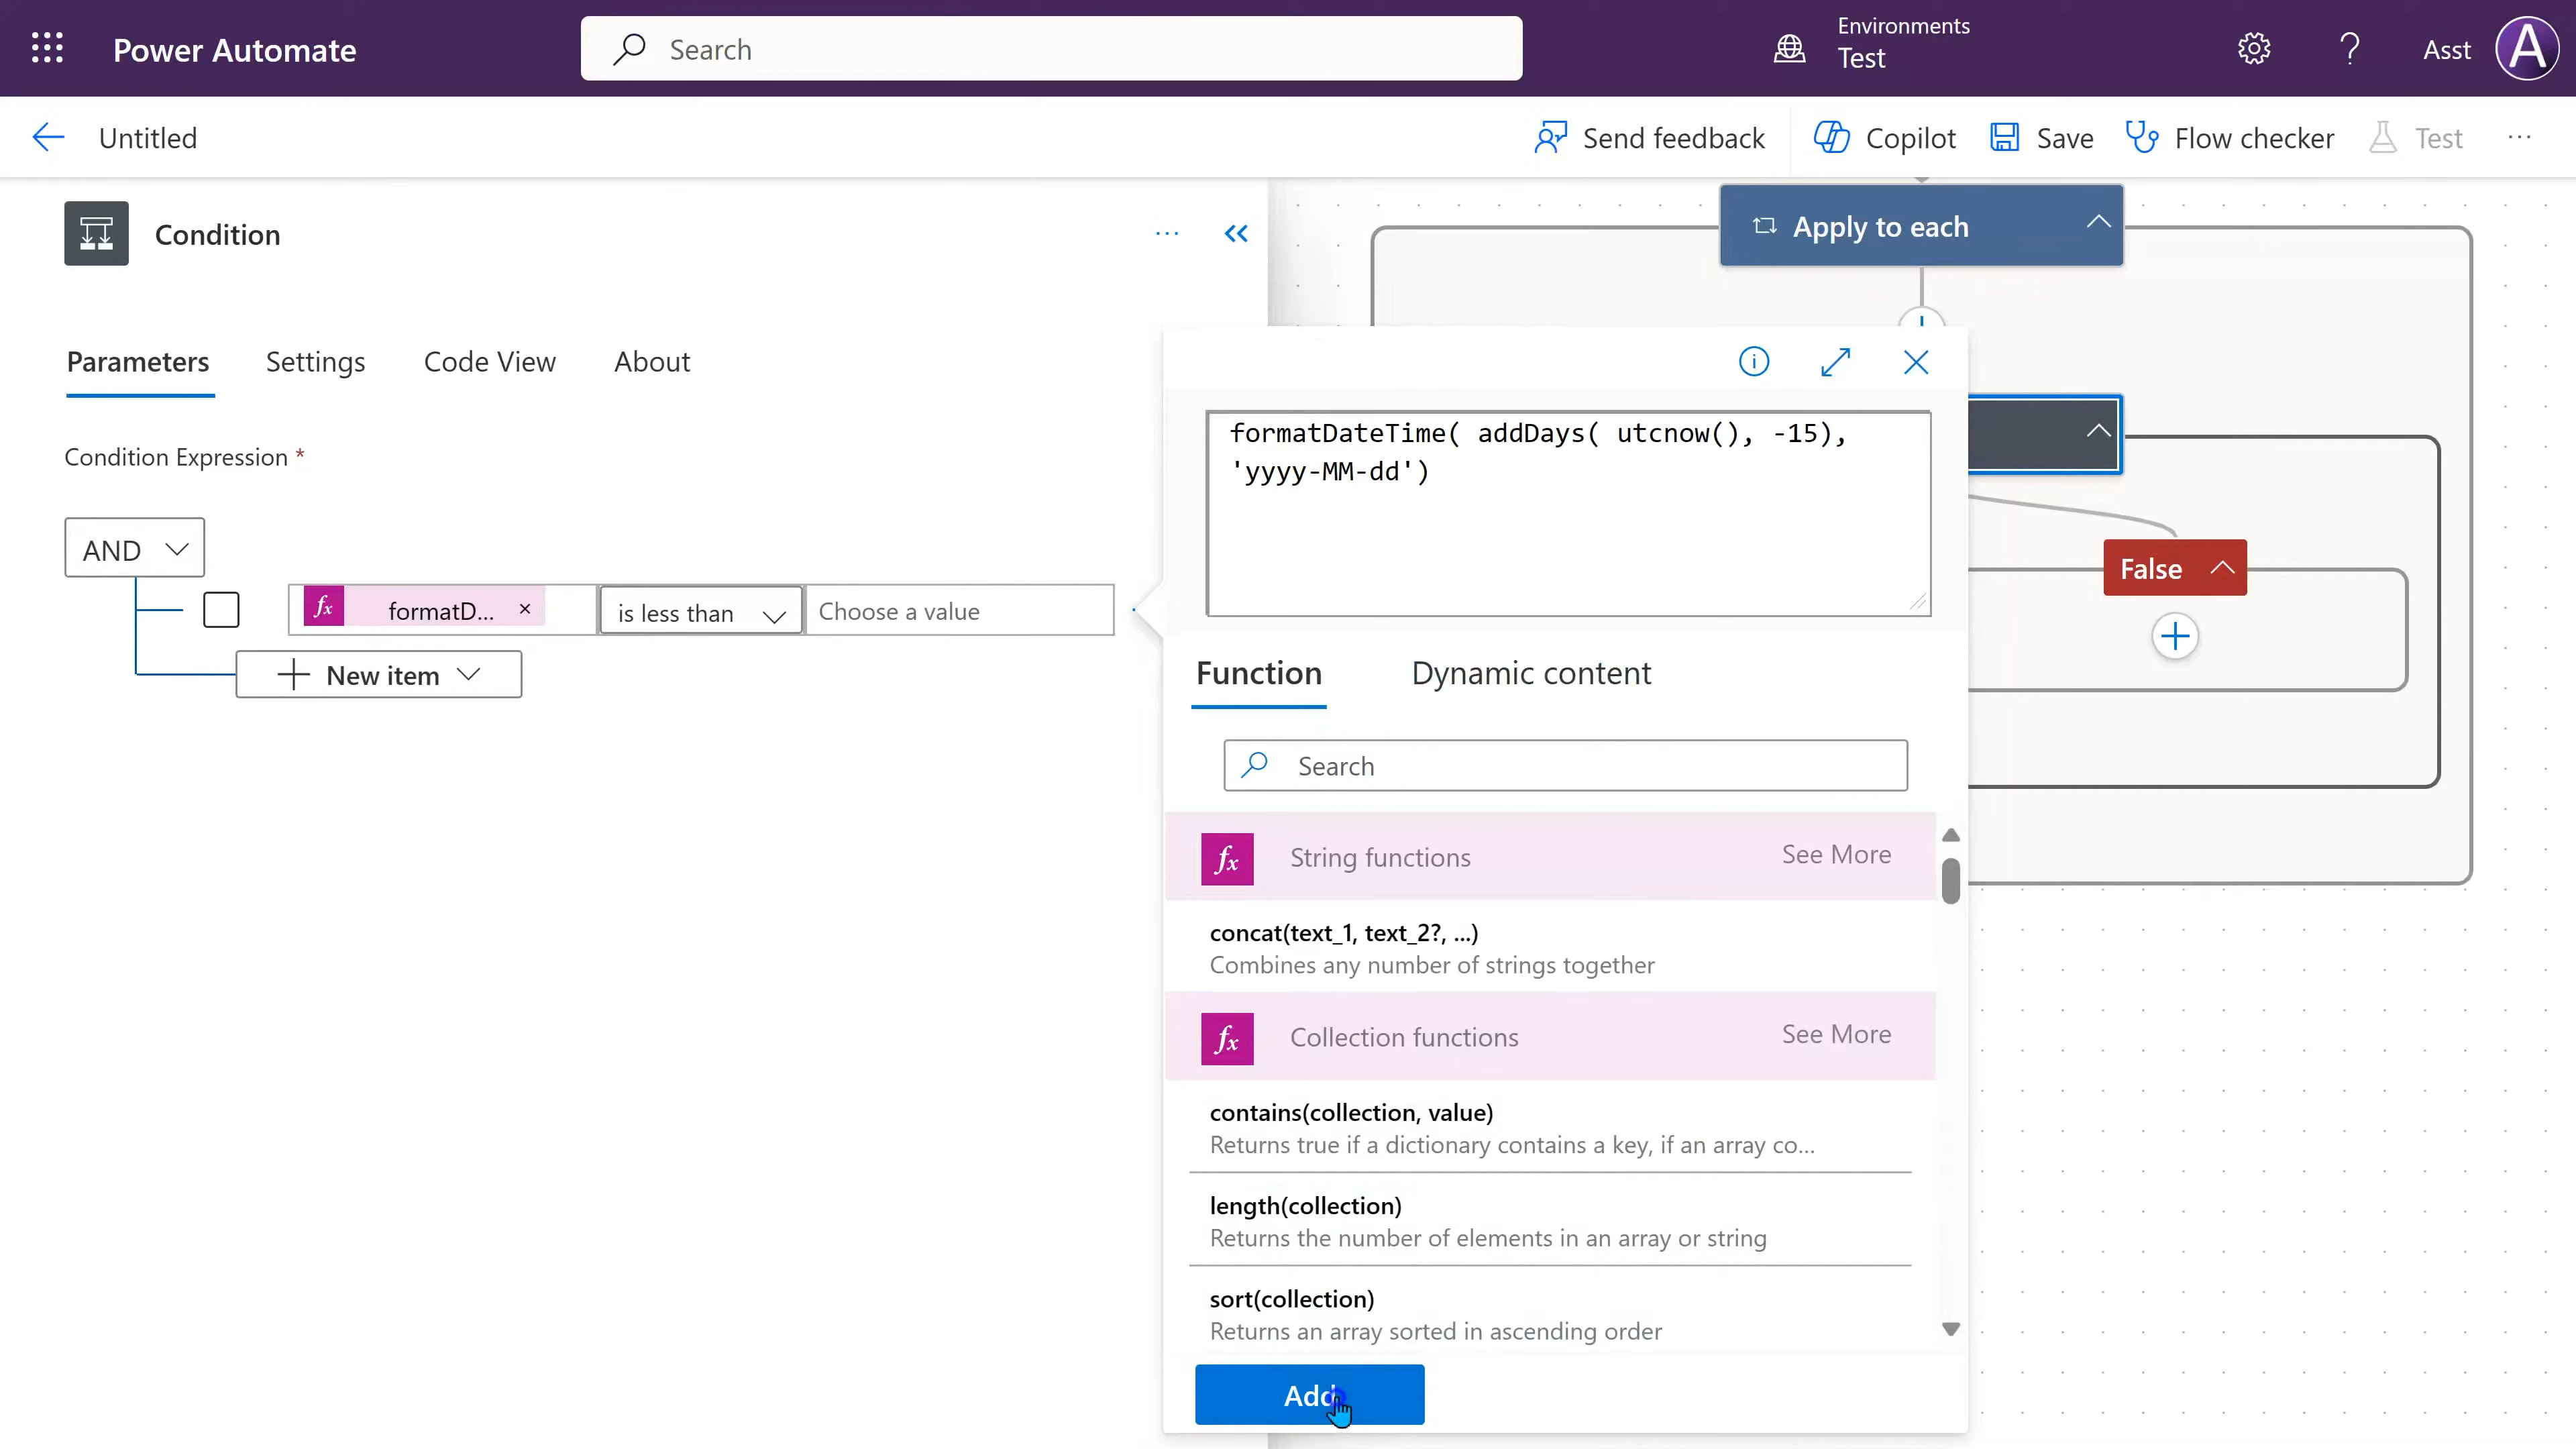 Power Automate
Search
Environments
Test
Asst
A
Untitled
Send feedback
Copilot
Save
Flow checker
Test
Condition
Apply to each
Parameters
Settings
Code View
About
Condition Expression *
formatDateTime( addDays( utcnow(), -15),
'yyyy-MM-dd')
AND
fx formatD...
is less than
Choose a value
False
New item
Function
Dynamic content
Search
fx String functions See More
concat(text_1, text_2?, ...)
Combines any number of strings together
fx Collection functions See More
contains(collection, value)
Returns true if a dictionary contains a key, if an array co...
length(collection)
Returns the number of elements in an array or string
sort(collection)
Returns an array sorted in ascending order
Add